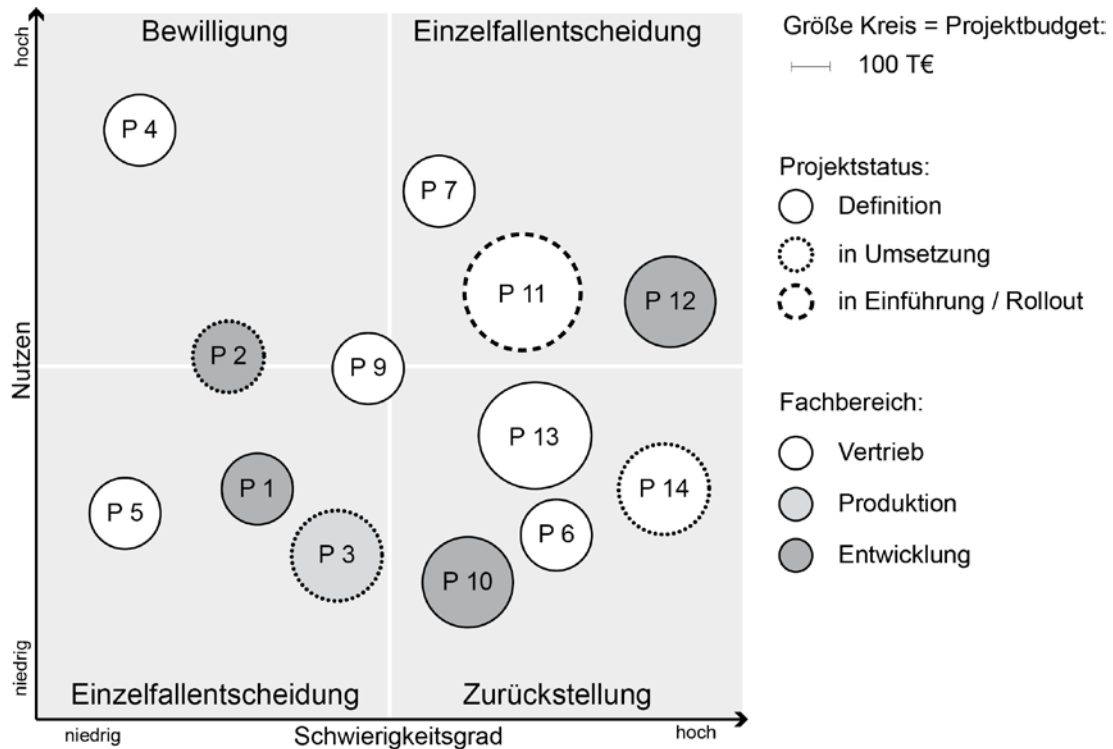 hoch
Bewilligung
Einzelfallentscheidung
Größe Kreis = Projektbudget:
100 T€
P 4
P 7
P 11
P 12
P 2
P 9
P 13
P 1
P 14
P 5
P 3
P 6
P 10
Nutzen
niedrig
Einzelfallentscheidung
Zurückstellung
niedrig
Schwierigkeitsgrad
hoch
Projektstatus:
Definition
in Umsetzung
in Einführung / Rollout
Fachbereich:
Vertrieb
Produktion
Entwicklung